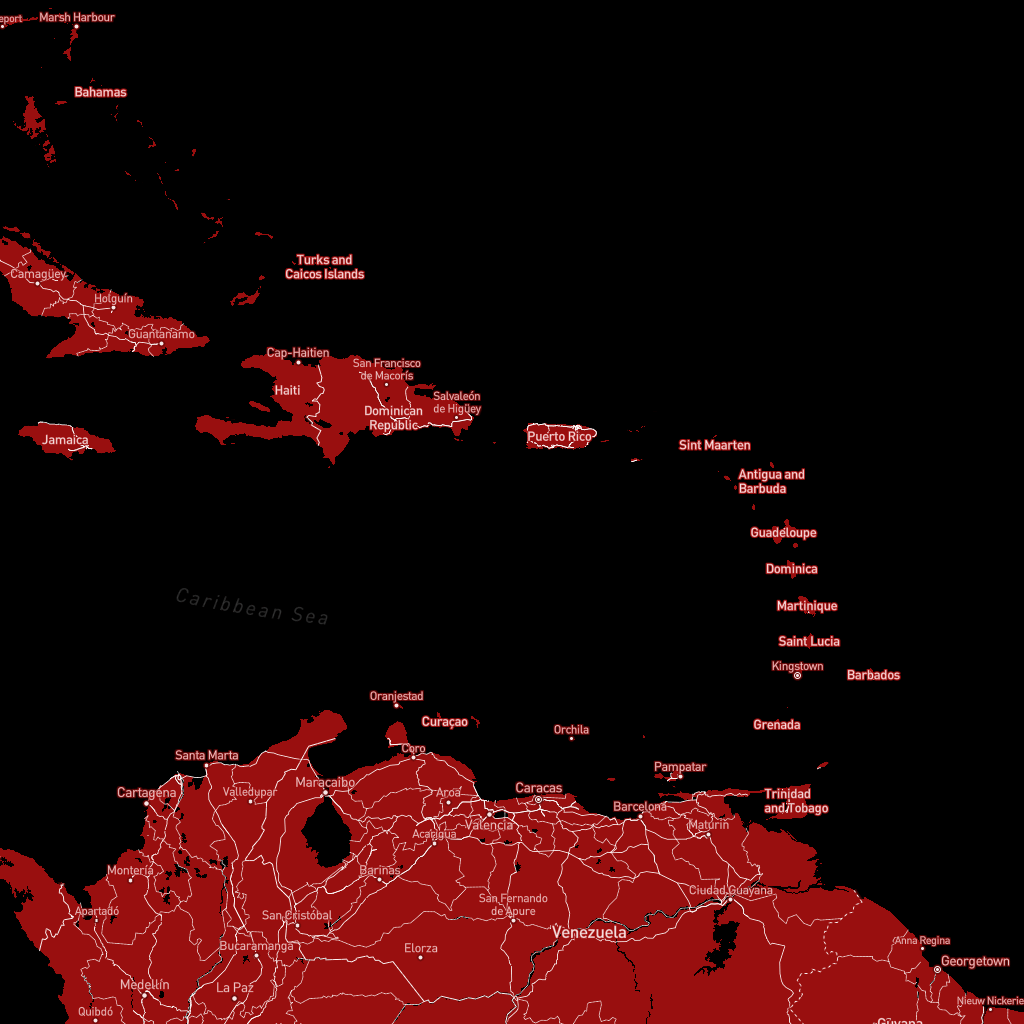 eport
Marsh Harbour
Bahamas
Turks and
Caicos Islands
Camagüey
Holguín
Guantanamo
Cap-Haitien
San Francisco
de Macorís
Haiti
Salvaleón
de Higüey
Dominican
Republic
Jamaica
Puerto Rico
Sint Maarten
Antigua and
Barbuda
Guadeloupe
Dominica
Caribbean Sea
Martinique
Saint Lucia
Kingstown
Barbados
Oranjestad
Curaçao
Grenada
Orchila
Coro
Santa Marta
Pampatar
Maracaibo
Caracas
Cartagena
Valledupar
Aroa
Trinidad
and Tobago
Barcelona
Valencia
Maturín
Acarigua
Montería
Barinas
Ciudad Guayana
San Fernando
de Apure
Apartadó
San Cristóbal
Venezuela
Bucaramanga
Elorza
Anna Regina
Georgetown
Medellín
La Paz
Nieuw Nickerie
Quibdó
Guyana